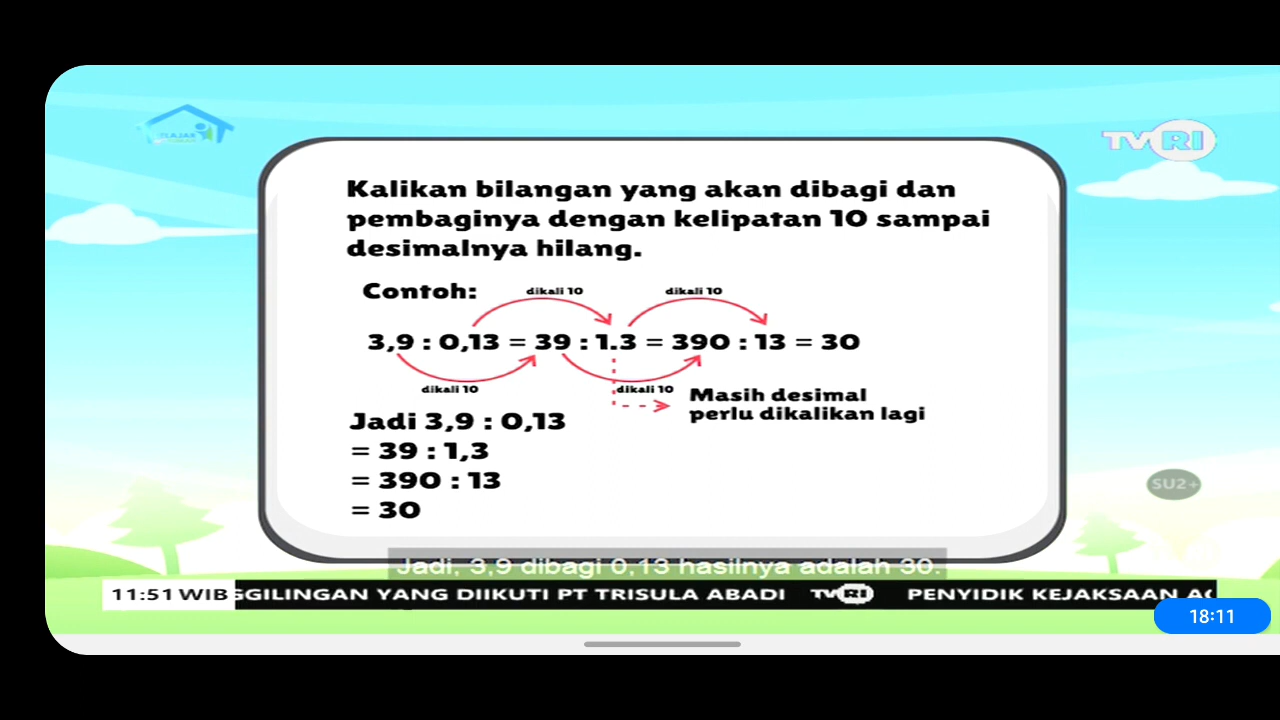 TVRI
Kalikan bilangan yang akan dibagi dan
pembaginya dengan kelipatan 10 sampai
desimalnya hilang.
Contoh:
dikali 10
dikali 10
3,9 : 0,13 = 39 : 1.3 = 390 : 13 = 30
dikali 10
dikali 10
Masih desimal
perlu dikalikan lagi
Jadi 3,9 : 0,13
= 39 : 1,3
= 390 : 13
= 30
SU2+
Jadi, 3,9 dibagi 0,13 hasilnya adalah 30.
11:51 WIB GGILINGAN YANG DIIKUTI PT TRISULA ABADI TVRI PENYIDIK KEJAKSAAN
18:11